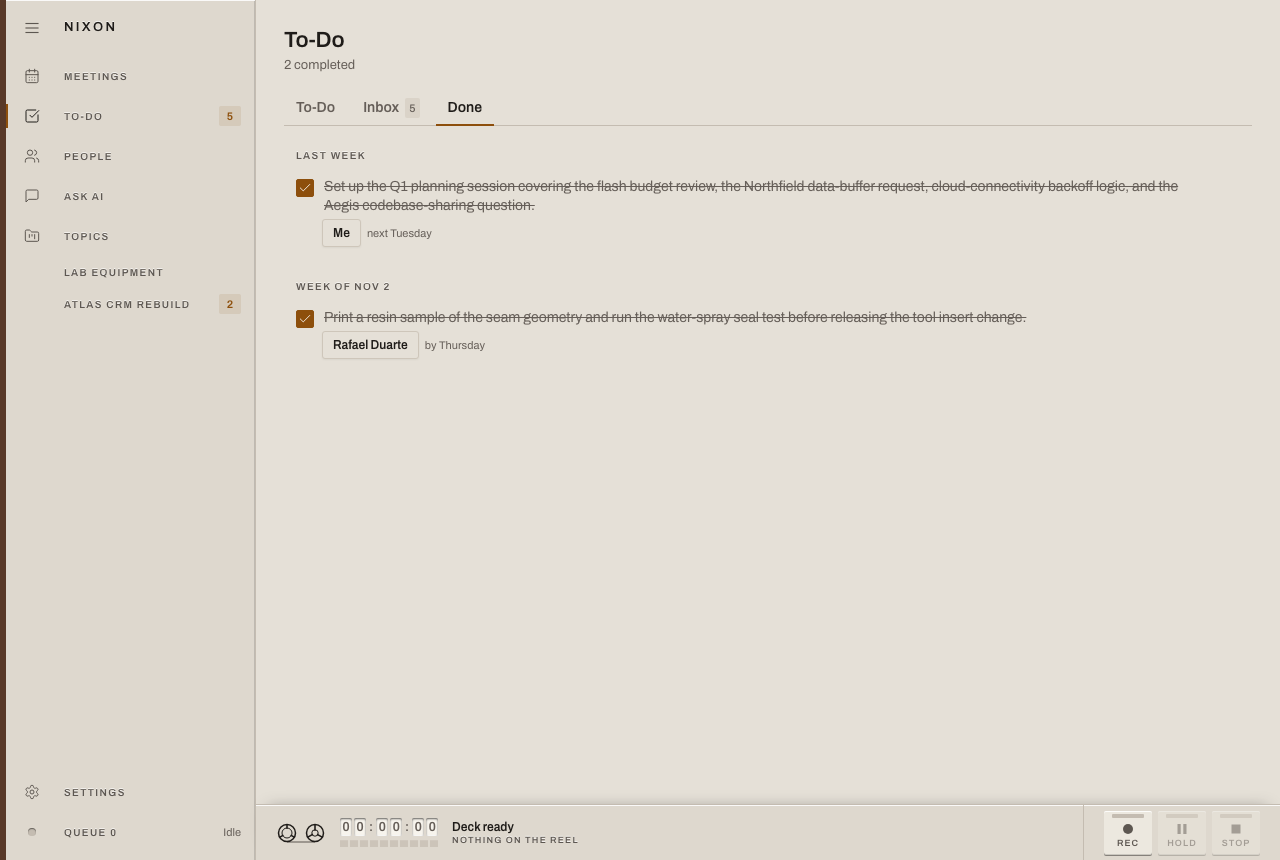 NIXON
MEETINGS
TO-DO 5
PEOPLE
ASK AI
TOPICS
LAB EQUIPMENT
ATLAS CRM REBUILD 2
SETTINGS
QUEUE 0 Idle
To-Do
2 completed
To-Do Inbox 5 Done
LAST WEEK
Set up the Q1 planning session covering the flash budget review, the Northfield data-buffer request, cloud-connectivity backoff logic, and the
Aegis codebase-sharing question.
Me next Tuesday
WEEK OF NOV 2
Print a resin sample of the seam geometry and run the water-spray seal test before releasing the tool insert change.
Rafael Duarte by Thursday
00:00:00
Deck ready
NOTHING ON THE REEL
REC HOLD STOP